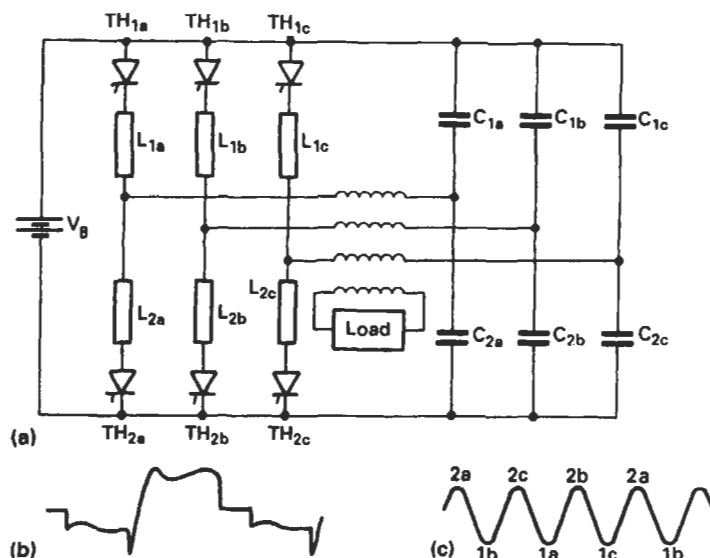 TH1a TH1b TH1c
L1a L1b L1c
C1a C1b C1c
VB
L2a L2b L2c
Load
C2a C2b C2c
TH2a TH2b TH2c
(a)
(b)
2a 2c 2b 2a
1b 1a 1c 1b
(c)